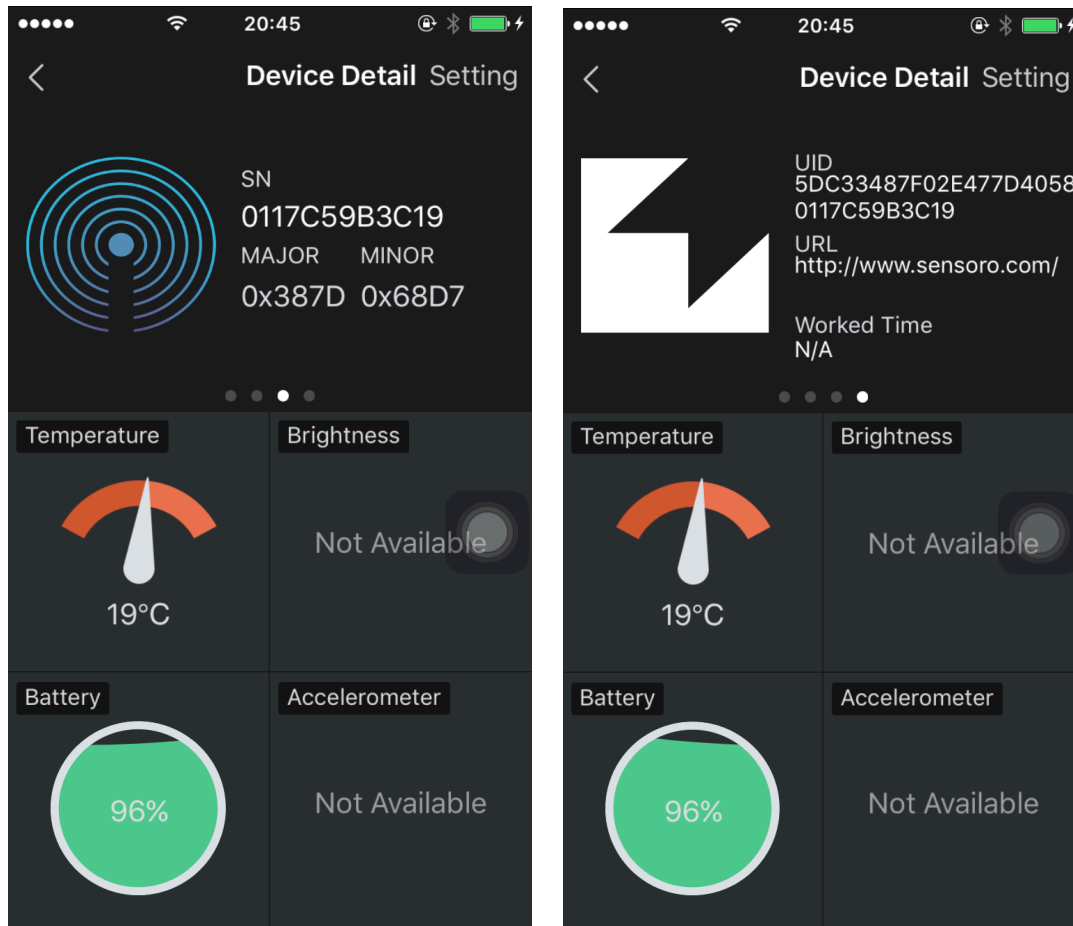 20:45
Device Detail Setting
SN
0117C59B3C19
MAJOR MINOR
0x387D 0x68D7
Temperature Brightness
Not Available
19°C
Battery Accelerometer
96% Not Available
20:45
Device Detail Setting
UID
5DC33487F02E477D4058
0117C59B3C19
URL
http://www.sensoro.com/
Worked Time
N/A
Temperature Brightness
Not Available
19°C
Battery Accelerometer
96% Not Available